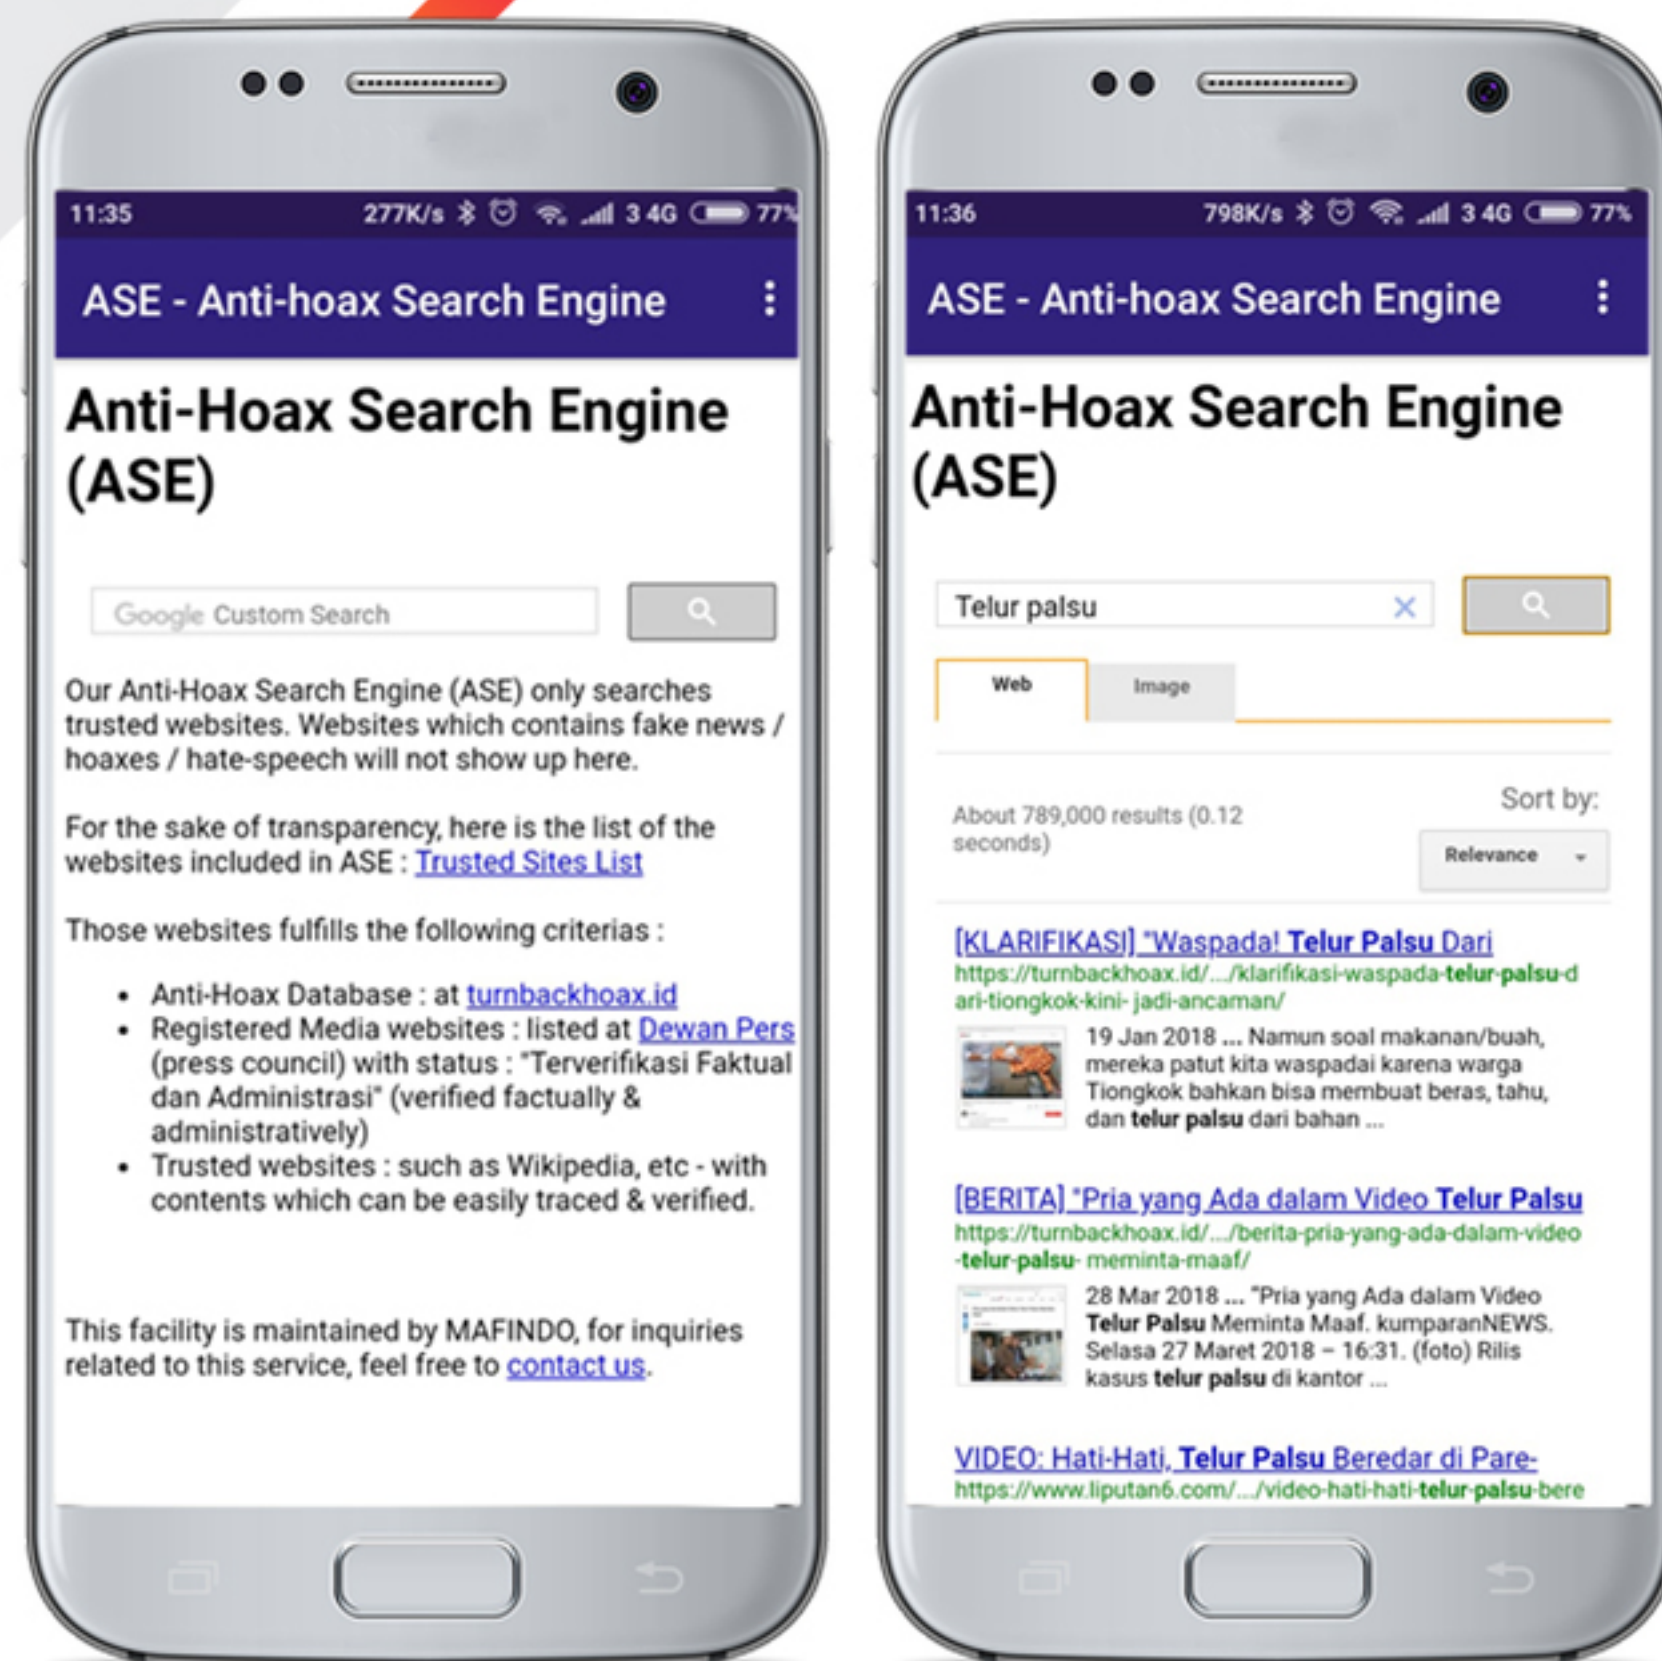 11:35
277K/s 3 4G 77%
ASE - Anti-hoax Search Engine
Anti-Hoax Search Engine
(ASE)
Google Custom Search
Our Anti-Hoax Search Engine (ASE) only searches
trusted websites. Websites which contains fake news /
hoaxes / hate-speech will not show up here.
For the sake of transparency, here is the list of the
websites included in ASE : Trusted Sites List
Those websites fulfills the following criterias :
• Anti-Hoax Database : at turnbackhoax.id
• Registered Media websites : listed at Dewan Pers
(press council) with status : "Terverifikasi Faktual
dan Administrasi" (verified factually &
administratively)
• Trusted websites : such as Wikipedia, etc - with
contents which can be easily traced & verified.
This facility is maintained by MAFINDO, for inquiries
related to this service, feel free to contact us.
11:36
798K/s 3 4G 77%
ASE - Anti-hoax Search Engine
Anti-Hoax Search Engine
(ASE)
Telur palsu
Web
Image
About 789,000 results (0.12
seconds)
Sort by:
Relevance
[KLARIFIKASI] "Waspada! Telur Palsu Dari
https://turnbackhoax.id/.../klarifikasi-waspada-telur-palsu-d
ari-tiongkok-kini- jadi-ancaman/
19 Jan 2018 ... Namun soal makanan/buah,
mereka patut kita waspadai karena warga
Tiongkok bahkan bisa membuat beras, tahu,
dan telur palsu dari bahan ...
[BERITA] "Pria yang Ada dalam Video Telur Palsu
https://turnbackhoax.id/.../berita-pria-yang-ada-dalam-video
-telur-palsu- meminta-maaf/
28 Mar 2018 ... "Pria yang Ada dalam Video
Telur Palsu Meminta Maaf. kumparanNEWS.
Selasa 27 Maret 2018 – 16:31. (foto) Rilis
kasus telur palsu di kantor ...
VIDEO: Hati-Hati, Telur Palsu Beredar di Pare-
https://www.liputan6.com/.../video-hati-hati-telur-palsu-bere